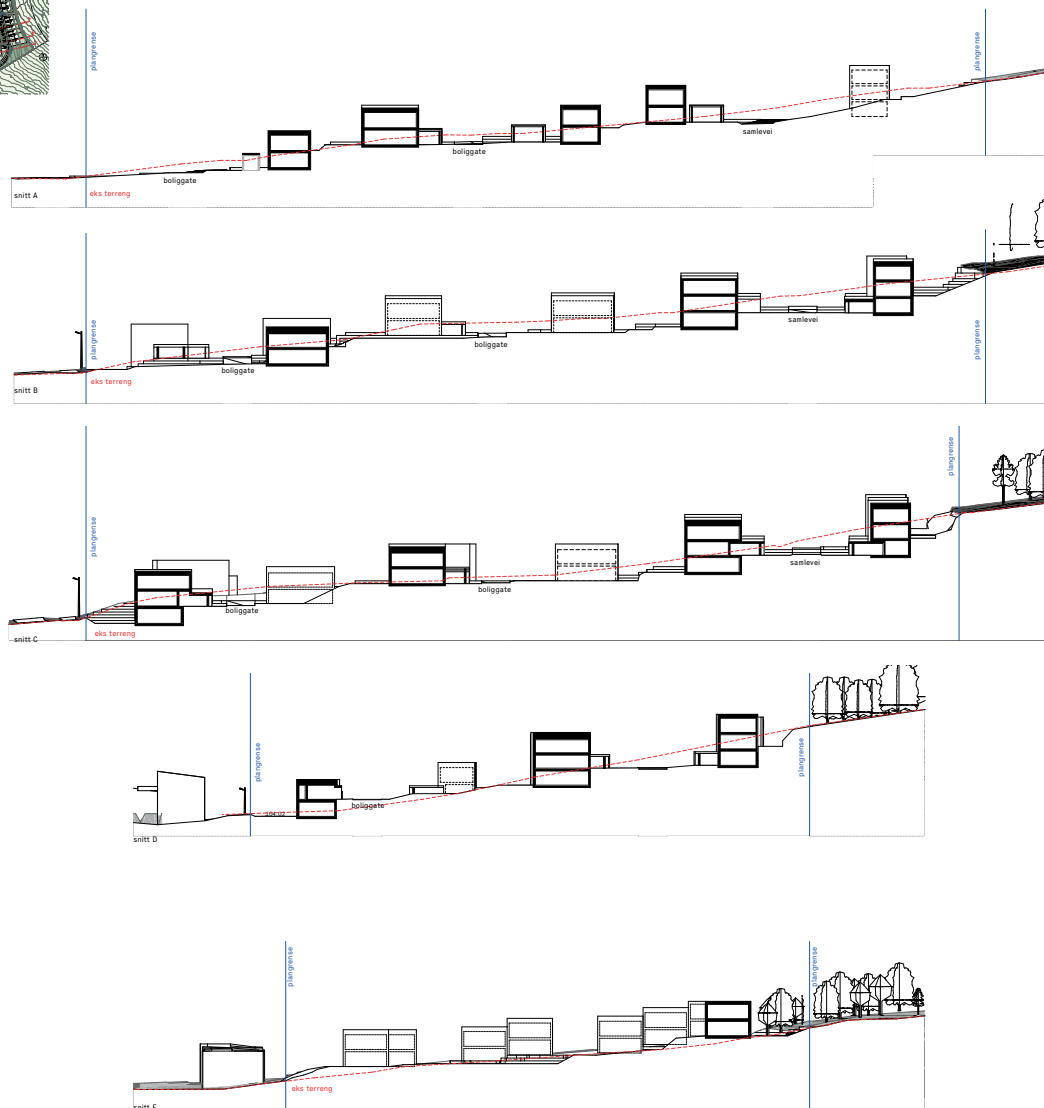 plangrense
plangrense
samlevei
boliggate
boliggate
snitt A
eks terreng
plangrense
plangrense
samlevei
boliggate
boliggate
eks terreng
snitt B
plangrense
plangrense
samlevei
boliggate
boliggate
eks terreng
snitt C
plangrense
plangrense
boliggate
snitt D
plangrense
plangrense
eks terreng